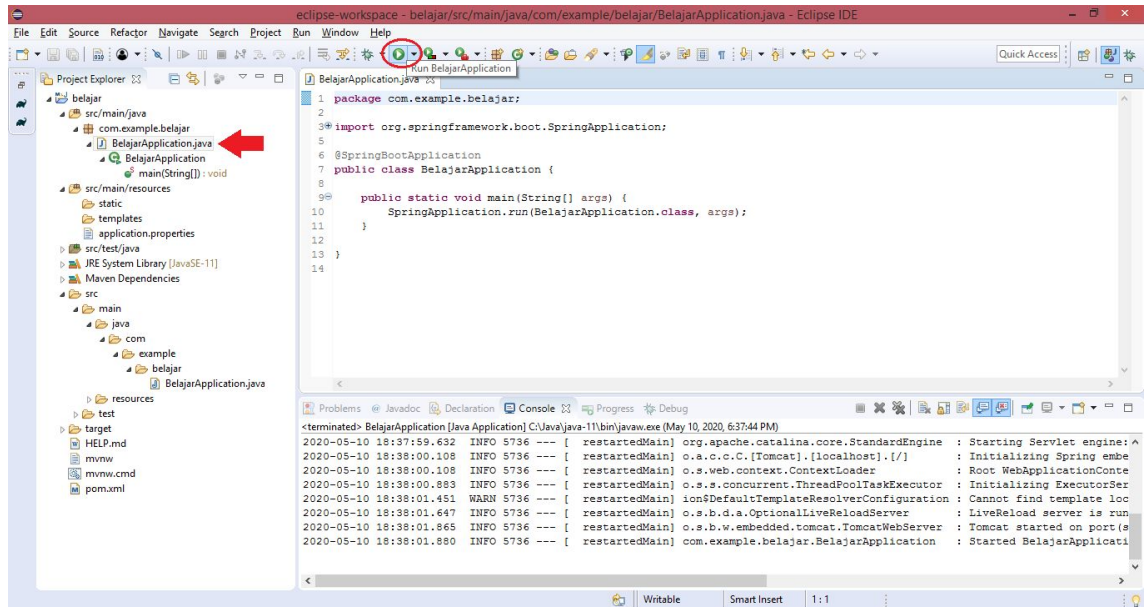 eclipse-workspace - belajar/src/main/java/com/example/belajar/BelajarApplication.java - Eclipse IDE
File Edit Source Refactor Navigate Search Project Run Window Help
Quick Access
Run BelajarApplication
Project Explorer
belajar
src/main/java
com.example.belajar
BelajarApplication.java
BelajarApplication
main(String[]) : void
src/main/resources
static
templates
application.properties
src/test/java
JRE System Library [JavaSE-11]
Maven Dependencies
src
main
java
com
example
belajar
BelajarApplication.java
resources
test
target
HELP.md
mvnw
mvnw.cmd
pom.xml
BelajarApplication.java
1 package com.example.belajar;
2
3 import org.springframework.boot.SpringApplication;
5
6 @SpringBootApplication
7 public class BelajarApplication {
8
9 public static void main(String[] args) {
10 SpringApplication.run(BelajarApplication.class, args);
11 }
12
13 }
14
Problems Javadoc Declaration Console Progress Debug
<terminated> BelajarApplication [Java Application] C:\Java\java-11\bin\javaw.exe (May 10, 2020, 6:37:44 PM)
2020-05-10 18:37:59.632 INFO 5736 --- [ restartedMain] org.apache.catalina.core.StandardEngine : Starting Servlet engine:
2020-05-10 18:38:00.108 INFO 5736 --- [ restartedMain] o.a.c.c.C.[Tomcat].[localhost].[/] : Initializing Spring embe
2020-05-10 18:38:00.108 INFO 5736 --- [ restartedMain] o.s.web.context.ContextLoader : Root WebApplicationConte
2020-05-10 18:38:00.883 INFO 5736 --- [ restartedMain] o.s.s.concurrent.ThreadPoolTaskExecutor : Initializing ExecutorSer
2020-05-10 18:38:01.451 WARN 5736 --- [ restartedMain] ion$DefaultTemplateResolverConfiguration : Cannot find template loc
2020-05-10 18:38:01.647 INFO 5736 --- [ restartedMain] o.s.b.d.a.OptionalLiveReloadServer : LiveReload server is run
2020-05-10 18:38:01.865 INFO 5736 --- [ restartedMain] o.s.b.w.embedded.tomcat.TomcatWebServer : Tomcat started on port(s
2020-05-10 18:38:01.880 INFO 5736 --- [ restartedMain] com.example.belajar.BelajarApplication : Started BelajarApplicati
Writable Smart Insert 1 : 1